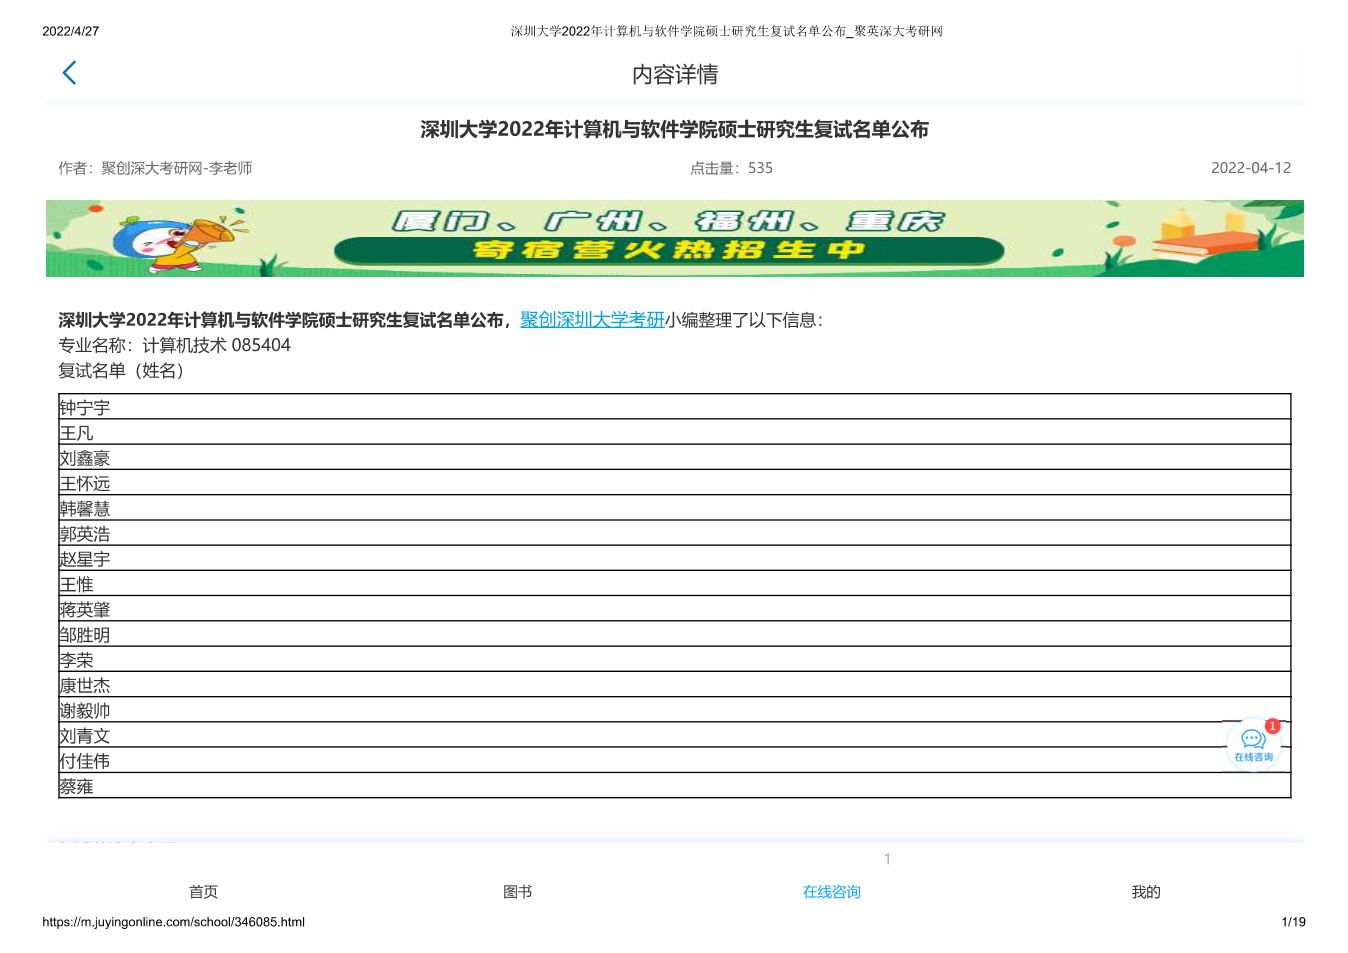 2022/4/27
深圳大学2022年计算机与软件学院硕士研究生复试名单公布_聚英深大考研网
内容详情
深圳大学2022年计算机与软件学院硕士研究生复试名单公布
作者：聚创深大考研网-李老师
点击量：535
2022-04-12
厦门、广州、福州、重庆
寄宿营火热招生中
深圳大学2022年计算机与软件学院硕士研究生复试名单公布，聚创深圳大学考研小编整理了以下信息：
专业名称：计算机技术 085404
复试名单（姓名）
钟宁宇
王凡
刘鑫豪
王怀远
韩馨慧
郭英浩
赵星宇
王惟
蒋英肇
邹胜明
李荣
康世杰
谢毅帅
刘青文
付佳伟
蔡雍
1
在线咨询
1
首页
图书
在线咨询
我的
https://m.juyingonline.com/school/346085.html
1/19